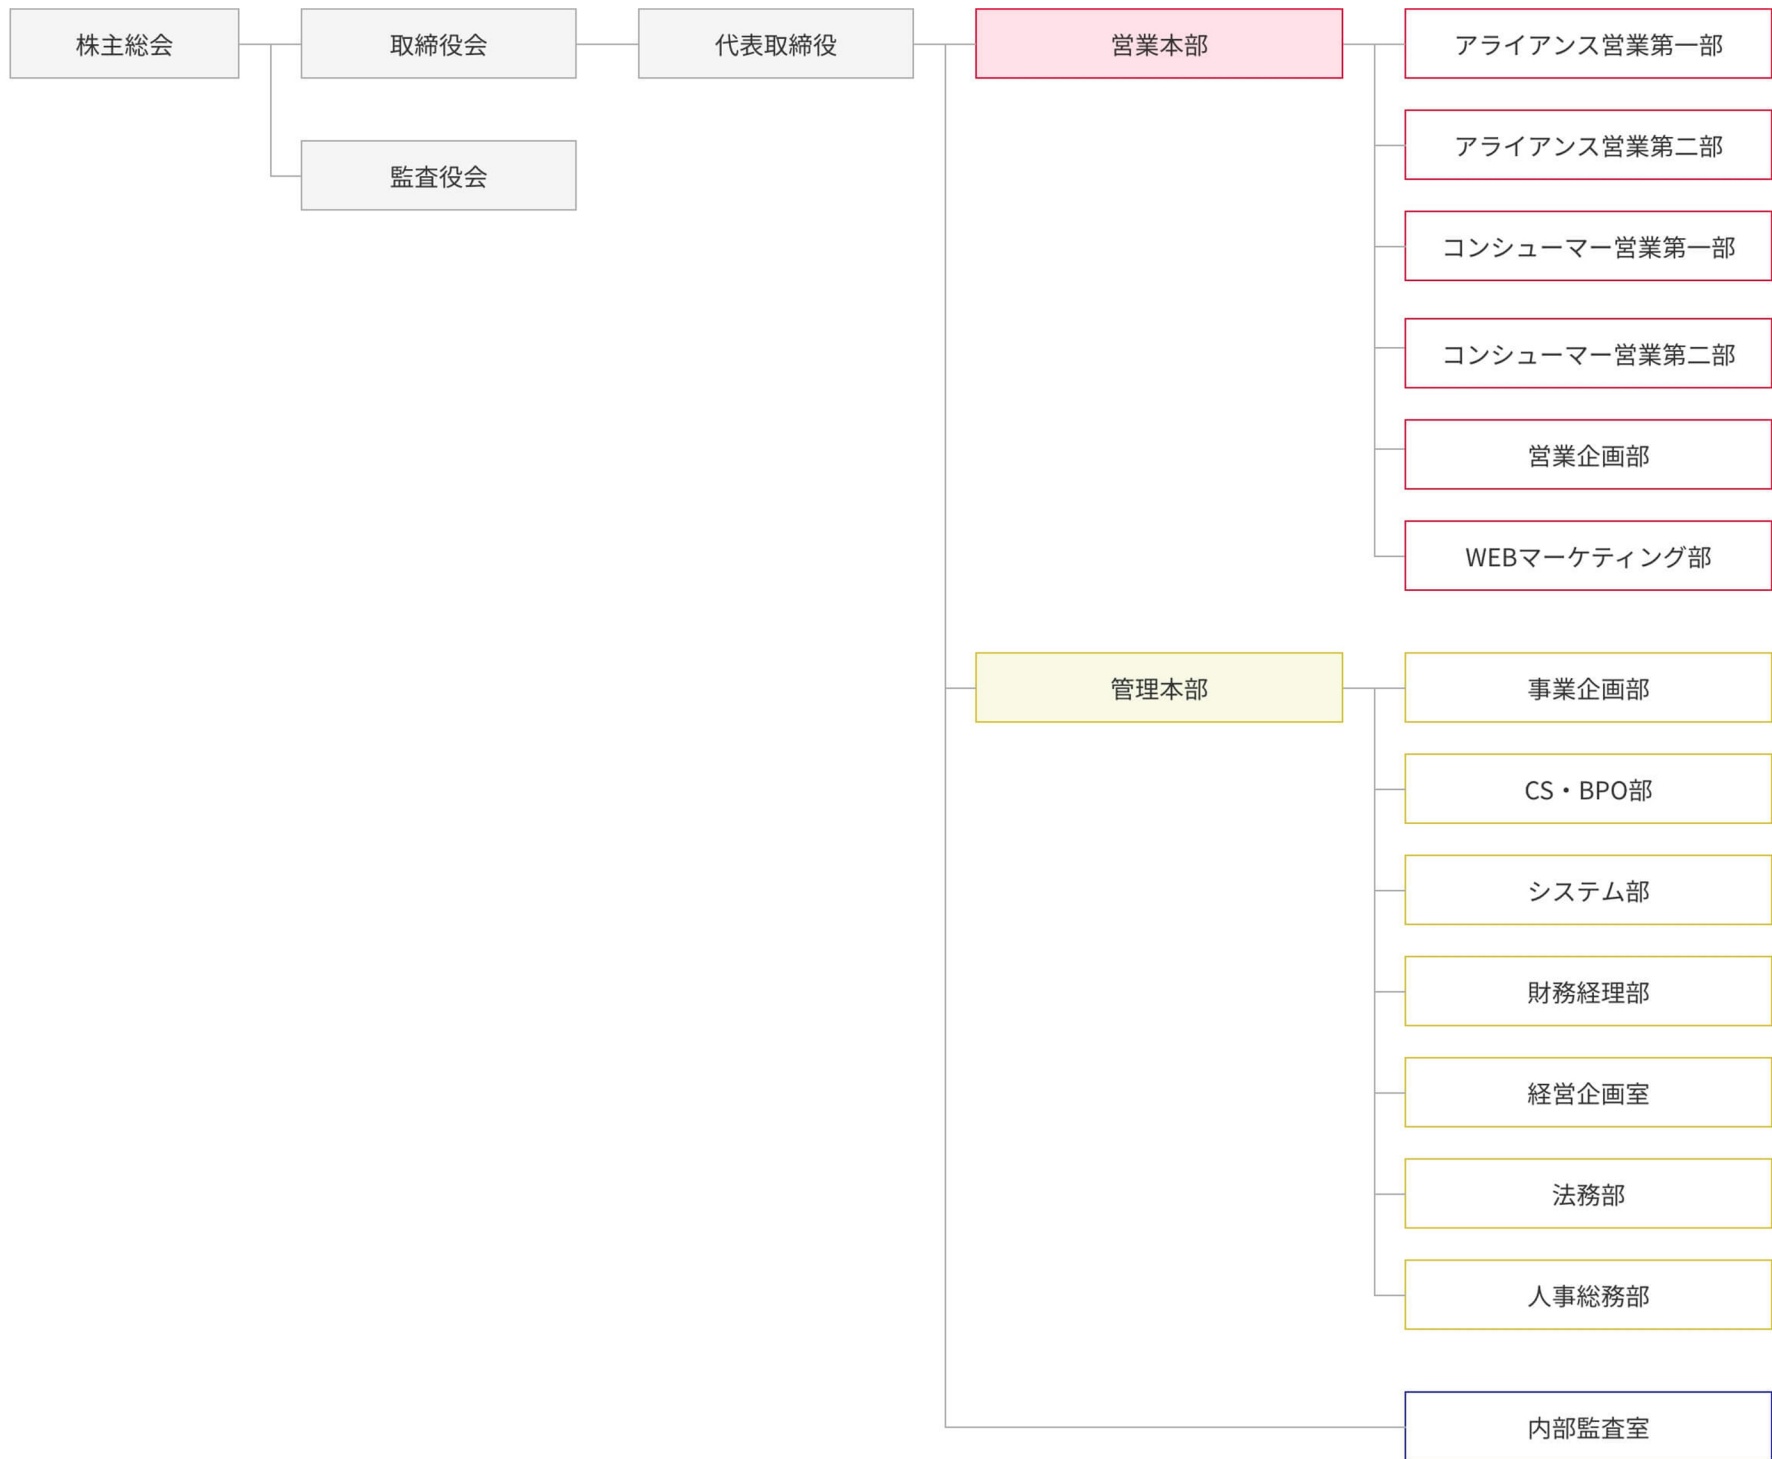 株主総会
取締役会
代表取締役
営業本部
アライアンス営業第一部
アライアンス営業第二部
監査役会
コンシューマー営業第一部
コンシューマー営業第二部
営業企画部
WEBマーケティング部
管理本部
事業企画部
CS・BPO部
システム部
財務経理部
経営企画室
法務部
人事総務部
内部監査室